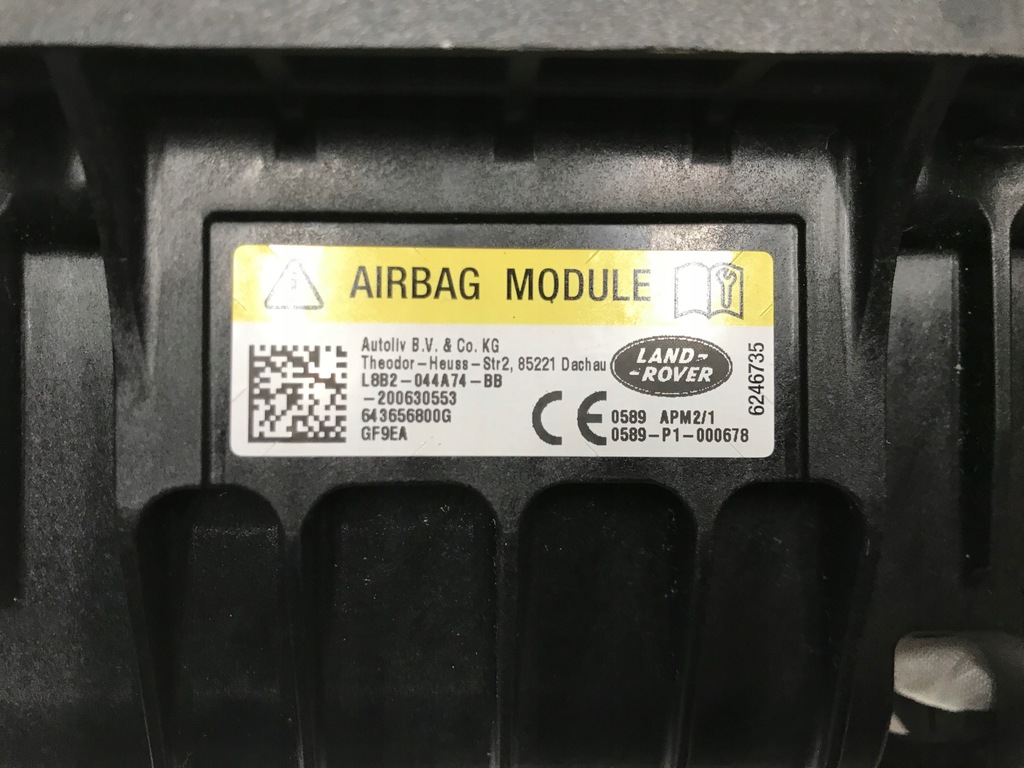 AIRBAG MODULE
Autoliv B.V. & Co. KG
Theodor-Heuss-Str2, 85221 Dachau
L8B2-044A74-BB
-200630553
643656800G
GF9EA
LAND-
-ROVER
CE 0589 APM2/1
0589-P1-000678
6246735